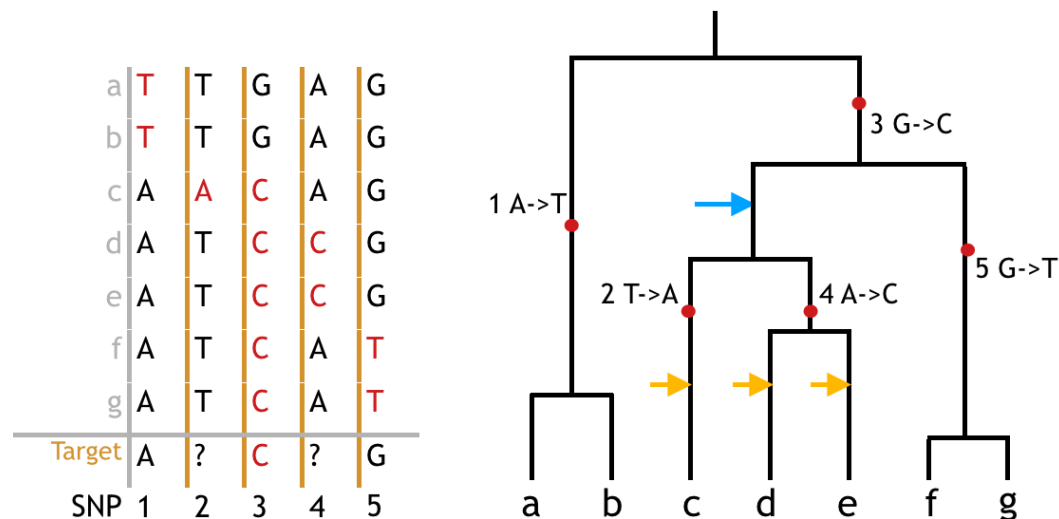 a T T G A G
b T T G A G
c A A C A G
d A T C C G
e A T C C G
f A T C A T
g A T C A T
Target A ? C ? G
SNP 1 2 3 4 5
3 G->C
1 A->T
5 G->T
2 T->A 4 A->C
a b c d e f g